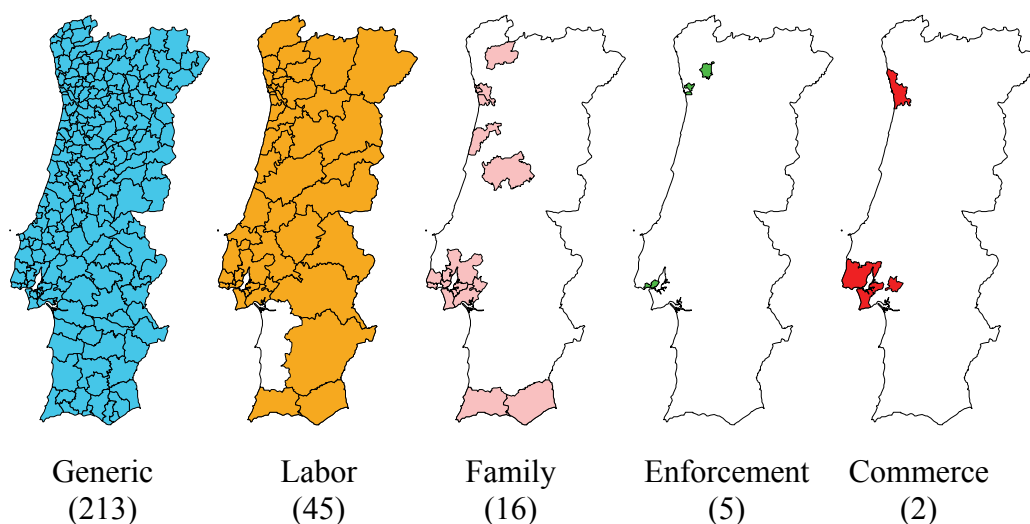 Generic Labor Family Enforcement Commerce
(213) (45) (16) (5) (2)